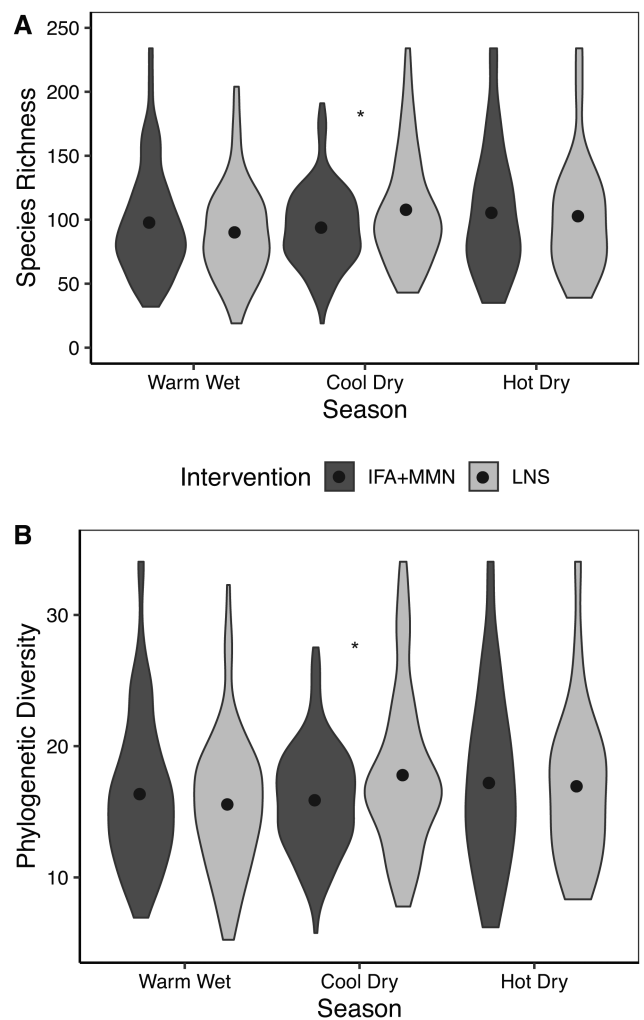 A
250
200
150
100
50
0
Species Richness
*
Warm Wet Cool Dry Hot Dry
Season
Intervention IFA+MMN LNS
B
30
20
10
Phylogenetic Diversity
*
Warm Wet Cool Dry Hot Dry
Season